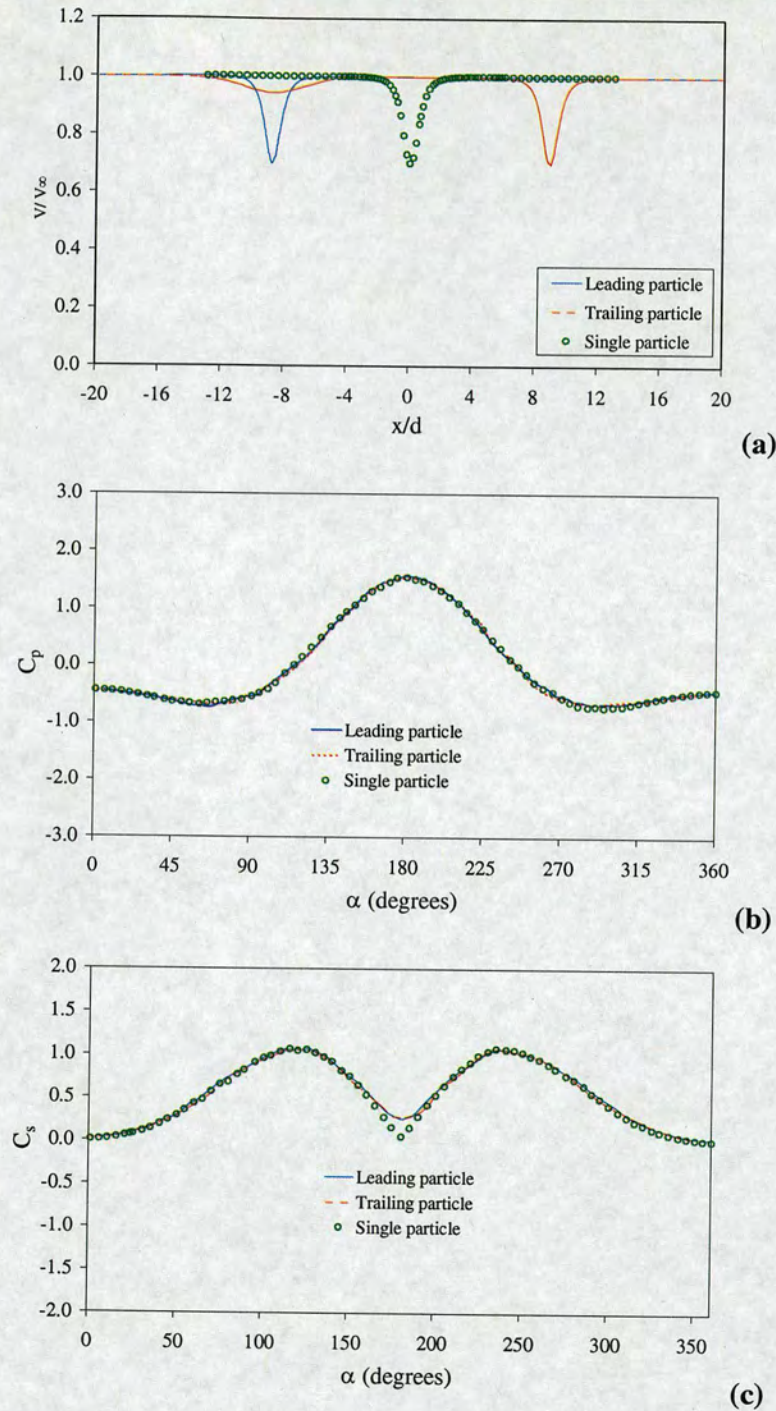 1.2
1.0
0.8
0.6
0.4
0.2
0.0
V/V∞
Leading particle
Trailing particle
Single particle
-20 -16 -12 -8 -4 0 4 8 12 16 20
x/d
(a)
3.0
2.0
1.0
0.0
-1.0
-2.0
-3.0
Cp
Leading particle
Trailing particle
Single particle
0 45 90 135 180 225 270 315 360
α (degrees)
(b)
2.0
1.5
1.0
0.5
0.0
-0.5
-1.0
-1.5
-2.0
Cs
Leading particle
Trailing particle
Single particle
0 50 100 150 200 250 300 350
α (degrees)
(c)